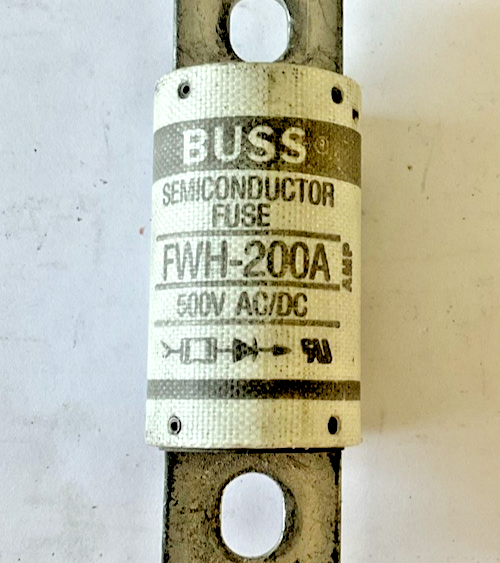 BUSS®
SEMICONDUCTOR
FUSE
FWH-200A
AMP
500V AC/DC